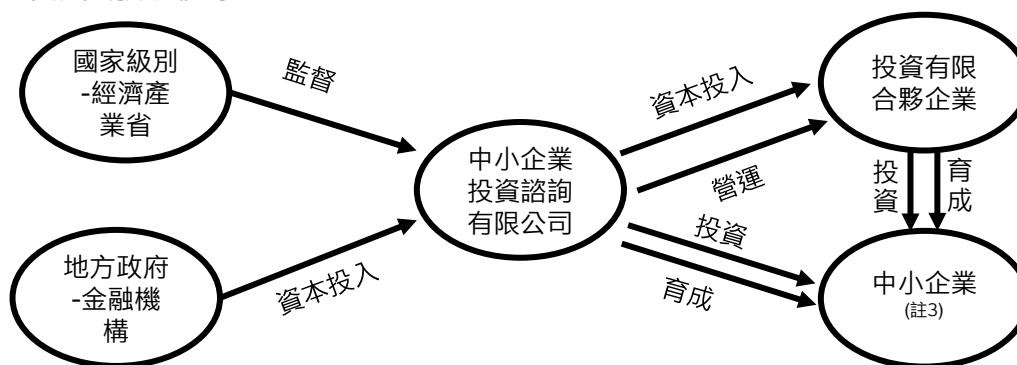 國家級別
-經濟產
業省
監督
資本投入
投資有限
合夥企業
中小企業
投資諮詢
有限公司
營運
投資
育成
投資
育成
地方政府
-金融機
構
資本投入
中小企業
(註3)